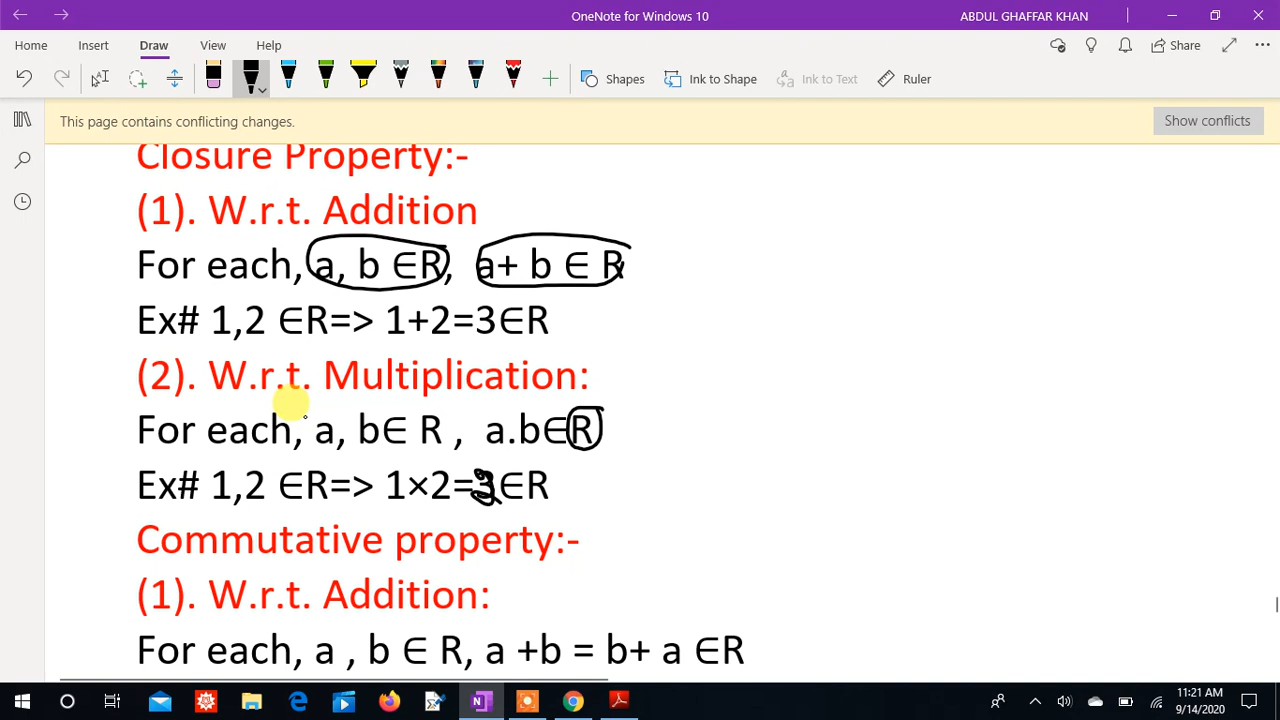 OneNote for Windows 10
ABDUL GHAFFAR KHAN
Home Insert Draw View Help
Share
Shapes Ink to Shape Ink to Text Ruler
This page contains conflicting changes.
Show conflicts
Closure Property:-
(1). W.r.t. Addition
For each, a, b ∈R, a+ b ∈ R
Ex# 1,2 ∈R=> 1+2=3∈R
(2). W.r.t. Multiplication:
For each, a, b∈ R , a.b∈R
Ex# 1,2 ∈R=> 1×2=2∈R
Commutative property:-
(1). W.r.t. Addition:
For each, a , b ∈ R, a +b = b+ a ∈R
11:21 AM
9/14/2020